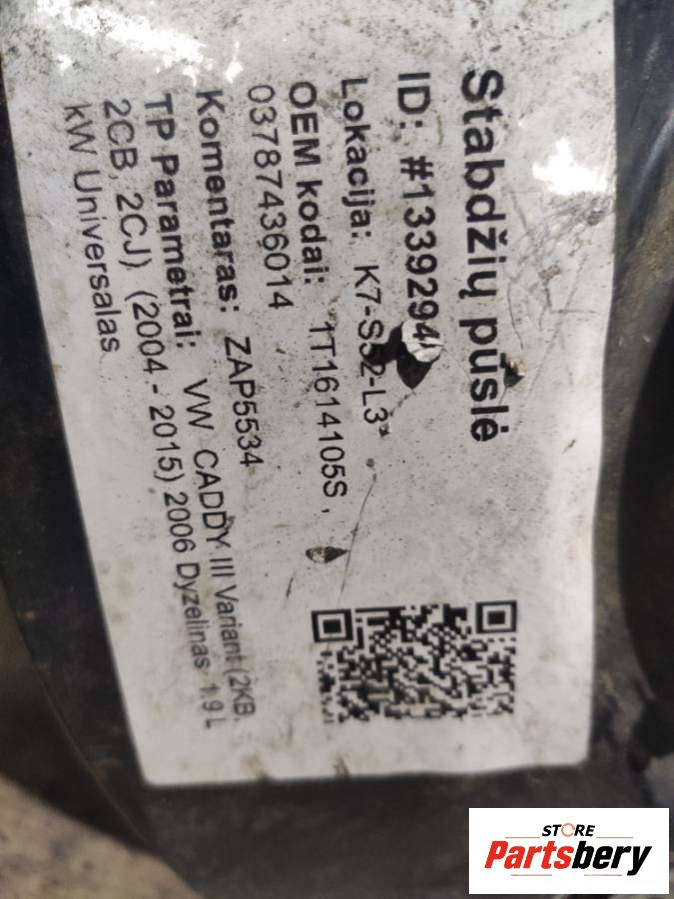 Stabdžių pūslė
ID: #1339294
Lokacija: K7-S52-L3
OEM kodai: 1T1614105S,
03787436014
Komentaras: ZAP5534
TP Parametrai: VW CADDY III Variant (2KB,
2CB, 2CJ) (2004 - 2015) 2006 Dyzelinas 1.9 L
kW Universalas
STORE
Partsbery